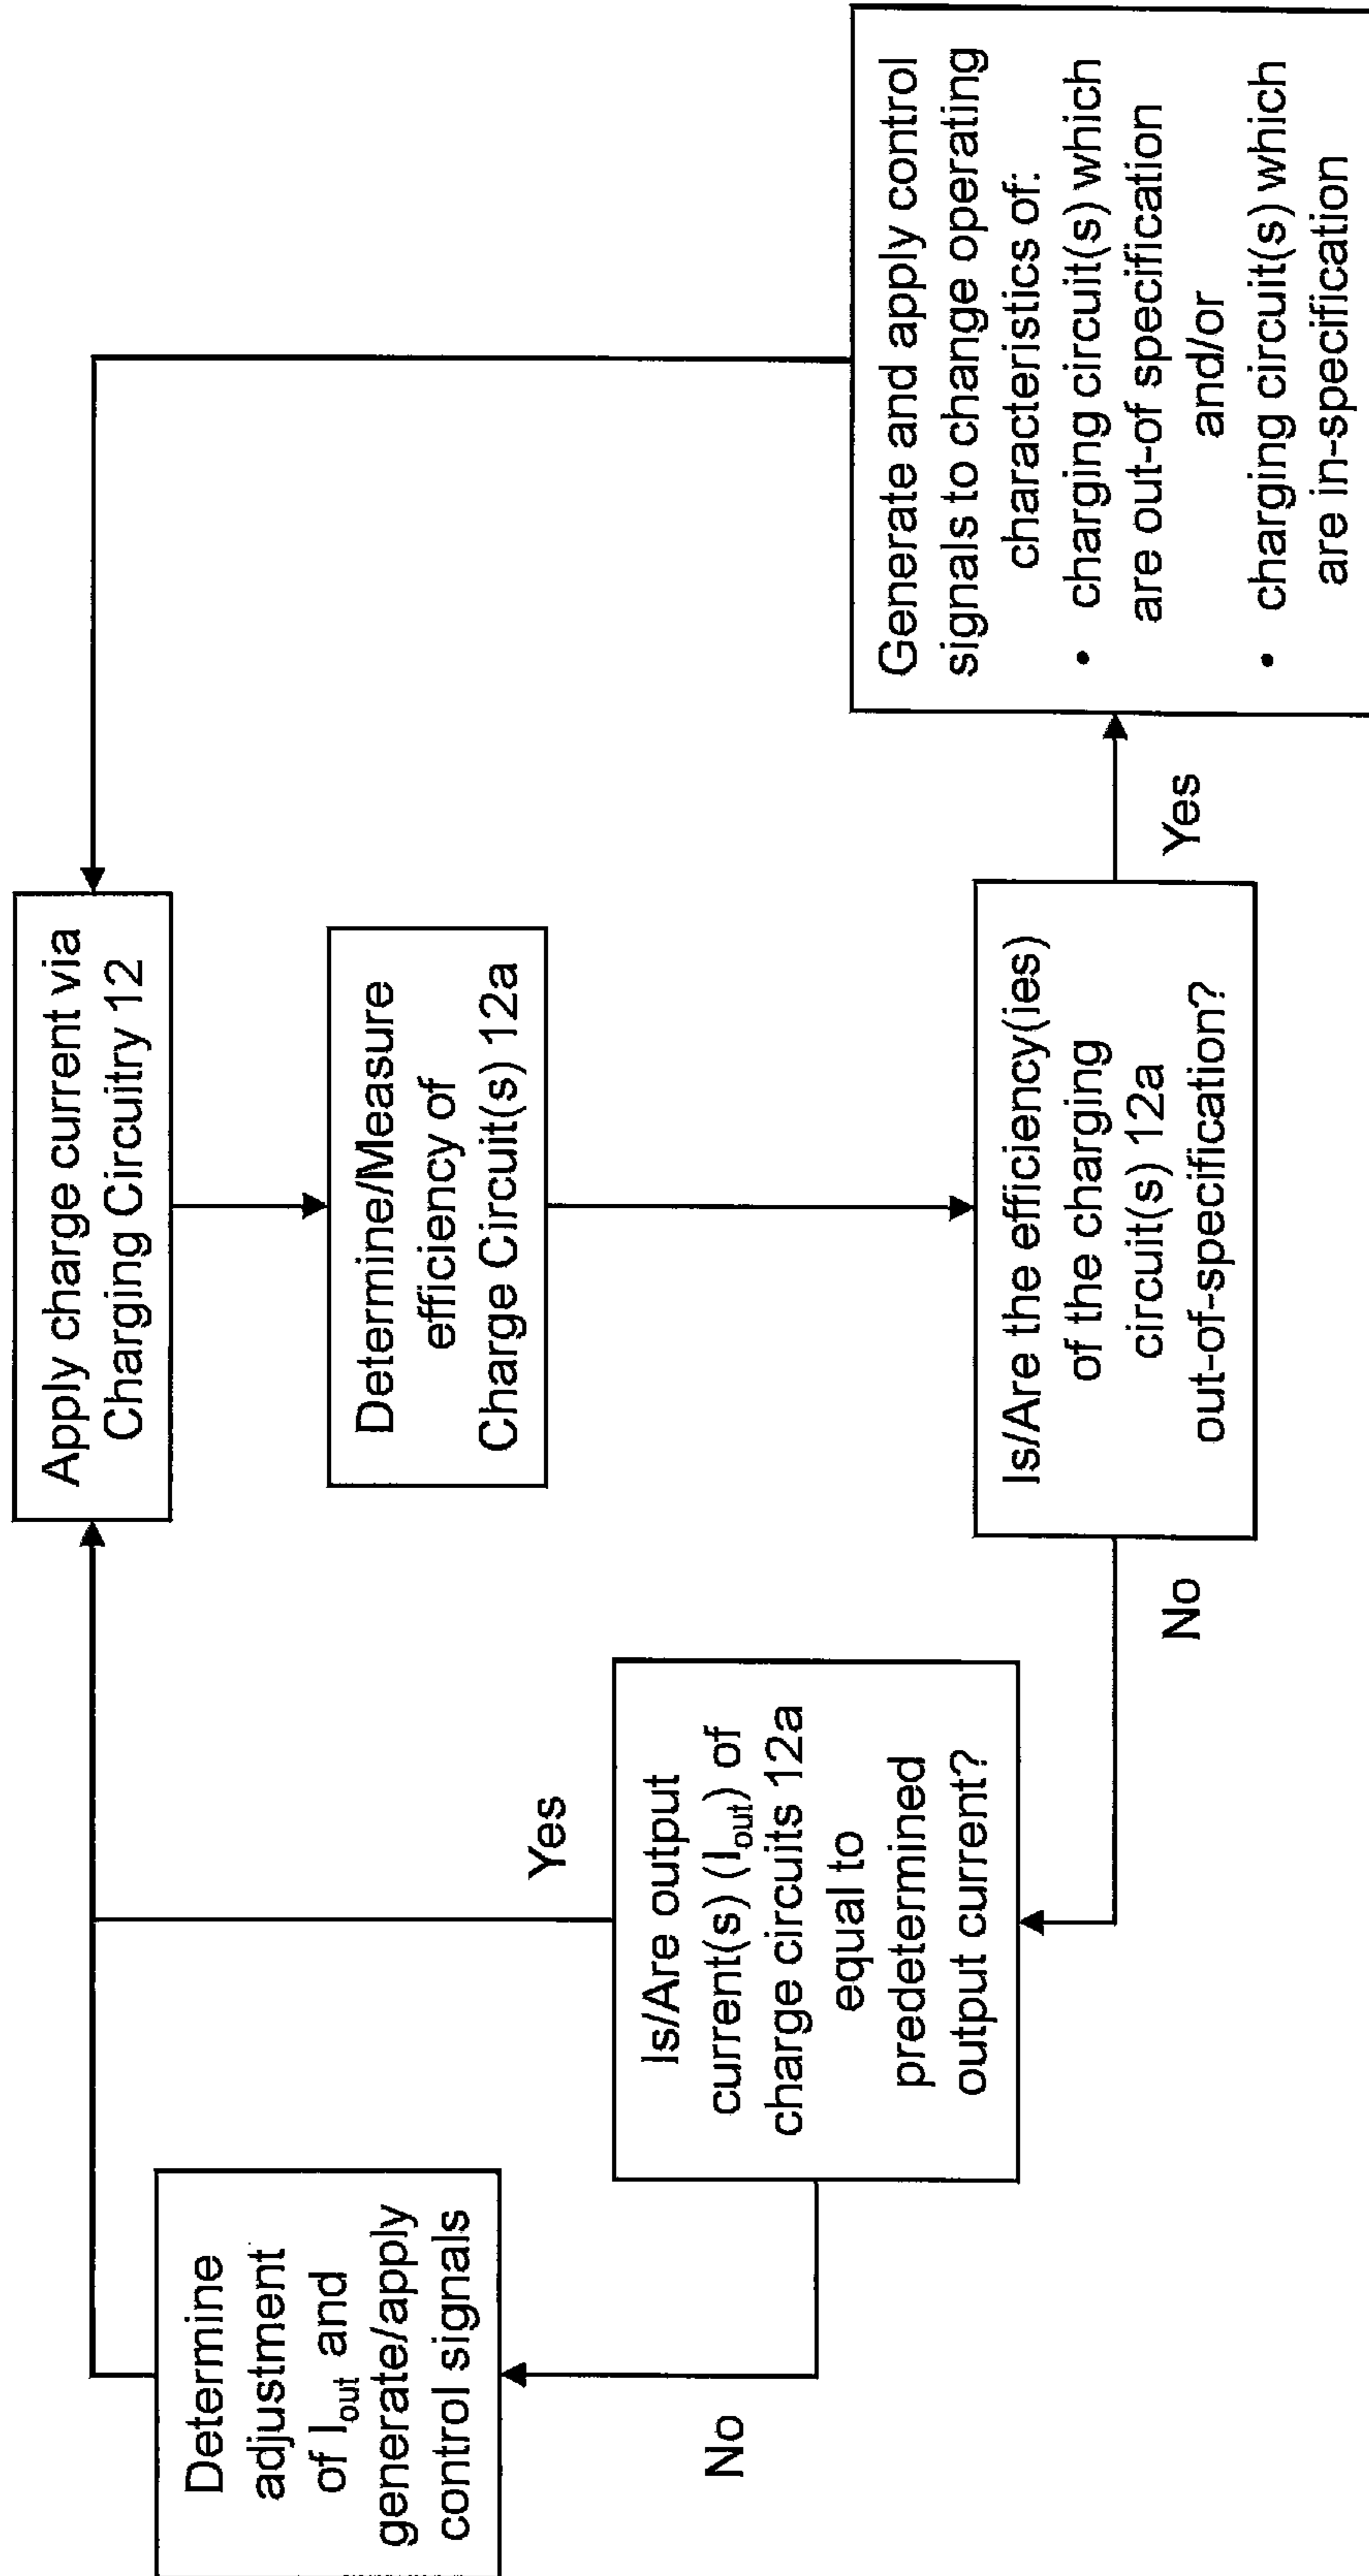 Apply charge current via
Charging Circuitry 12
Determine/Measure
efficiency of
Charge Circuit(s) 12a
Is/Are the efficiency(ies)
of the charging
circuit(s) 12a
out-of-specification?
Yes
Generate and apply control
signals to change operating
characteristics of:
• charging circuit(s) which
are out-of specification
and/or
• charging circuit(s) which
are in-specification
No
Is/Are output
current(s) (Iout) of
charge circuits 12a
equal to
predetermined
output current?
Yes
No
Determine
adjustment
of Iout and
generate/apply
control signals